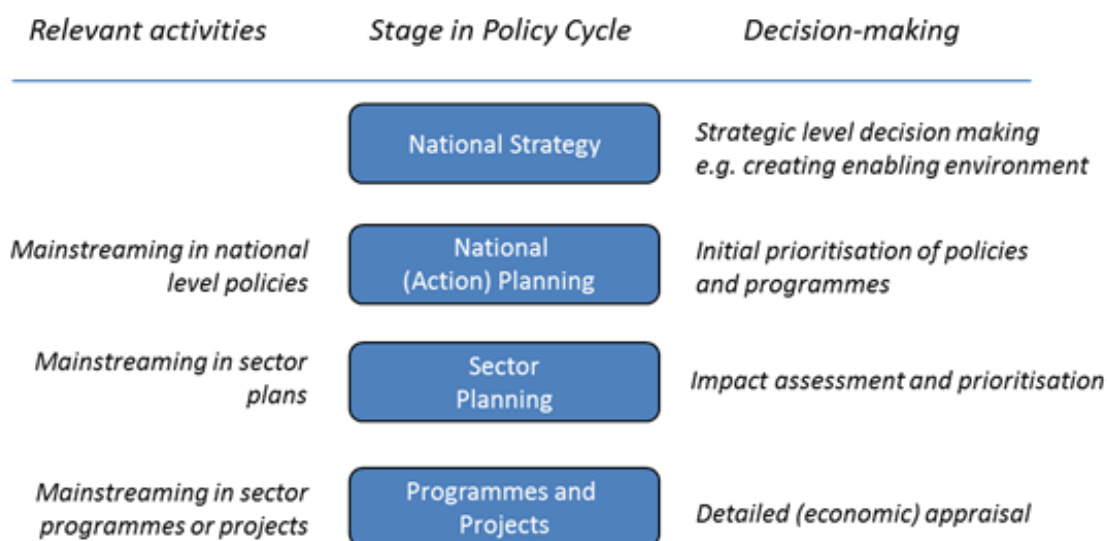 Relevant activities
Stage in Policy Cycle
Decision-making
National Strategy
Strategic level decision making
e.g. creating enabling environment
Mainstreaming in national
level policies
National
(Action) Planning
Initial prioritisation of policies
and programmes
Mainstreaming in sector
plans
Sector
Planning
Impact assessment and prioritisation
Mainstreaming in sector
programmes or projects
Programmes and
Projects
Detailed (economic) appraisal